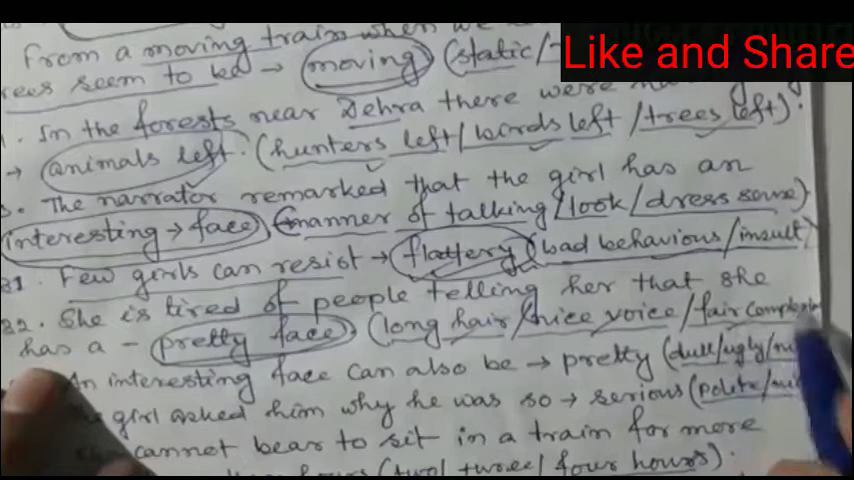 From a moving train when we
Like and Share
rees seem to be → moving (static/
In the forests near Dehra there were
→ animals left. (hunters left/birds left/trees left).
The narrator remarked that the girl has an
interesting → face (manner of talking/look/dress sense)
31. Few girls can resist → flattery (bad behaviour/insult)
32. She is tired of people telling her that she
has a - pretty face (long hair/nice voice/fair
An interesting face can also be → pretty (dull/ugly/
girl asked him why he was so → serious (polite/
cannot bear to sit in a train for more
hours (two/three/four hours).